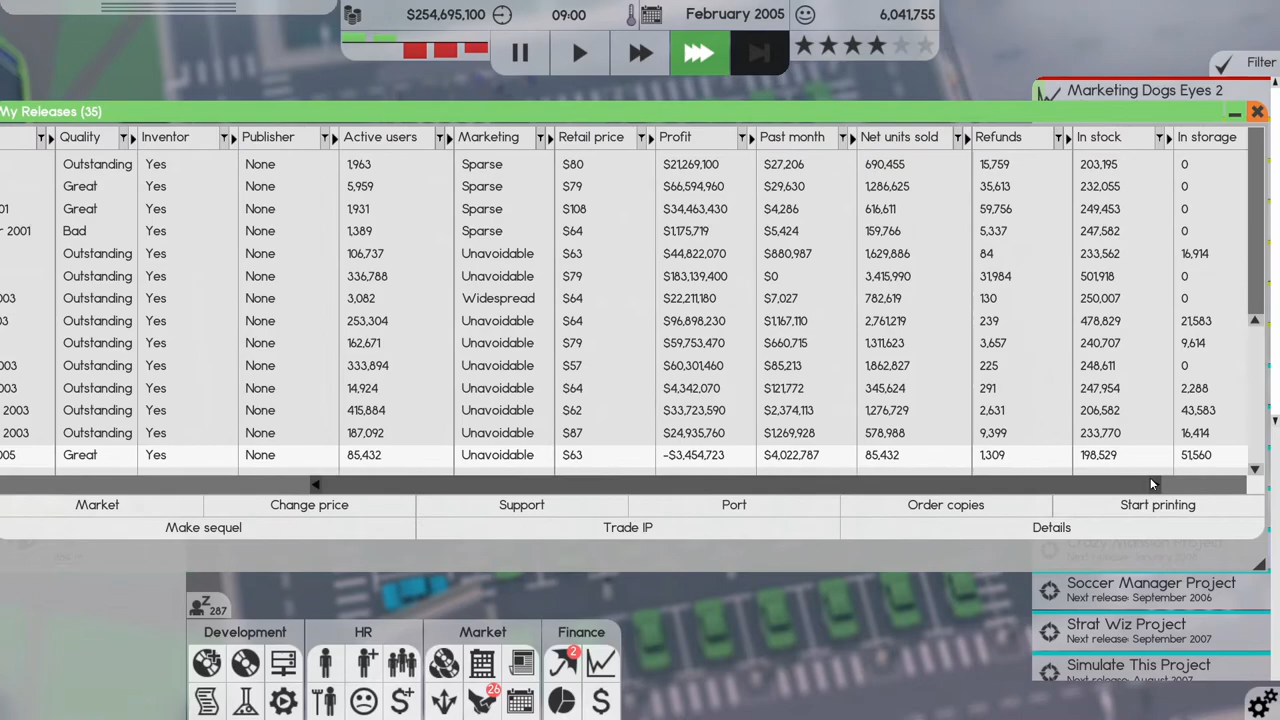 $254,695,100 09:00 February 2005 6,041,755
Filter
Marketing Dogs Eyes 2
My Releases (35)
Quality Inventor Publisher Active users Marketing Retail price Profit Past month Net units sold Refunds In stock In storage
Outstanding Yes None 1,963 Sparse $80 $21,269,100 $27,206 690,455 15,759 203,195 0
Great Yes None 5,959 Sparse $79 $66,594,960 $29,630 1,286,625 35,613 232,055 0
01 Great Yes None 1,931 Sparse $108 $34,463,430 $4,286 616,611 59,756 249,453 0
r 2001 Bad Yes None 1,389 Sparse $64 $1,175,719 $5,424 159,766 5,337 247,582 0
Outstanding Yes None 106,737 Unavoidable $63 $44,822,070 $880,987 1,629,886 84 233,562 16,914
Outstanding Yes None 336,788 Unavoidable $79 $183,139,400 $0 3,415,990 31,984 501,918 0
003 Outstanding Yes None 3,082 Widespread $64 $22,211,180 $7,027 782,619 130 250,007 0
03 Outstanding Yes None 253,304 Unavoidable $64 $96,898,230 $1,167,110 2,761,219 239 478,829 21,583
Outstanding Yes None 162,671 Unavoidable $79 $59,753,470 $660,715 1,311,623 3,657 240,707 9,614
003 Outstanding Yes None 333,894 Unavoidable $57 $60,301,460 $85,213 1,862,827 225 248,611 0
003 Outstanding Yes None 14,924 Unavoidable $64 $4,342,070 $121,772 345,624 291 247,954 2,288
2003 Outstanding Yes None 415,884 Unavoidable $62 $33,723,590 $2,374,113 1,276,729 2,631 206,582 43,583
2003 Outstanding Yes None 187,092 Unavoidable $87 $24,935,760 $1,269,928 578,988 9,399 233,770 16,414
005 Great Yes None 85,432 Unavoidable $63 -$3,454,723 $4,022,787 85,432 1,309 198,529 51,560
Market Change price Support Port Order copies Start printing
Make sequel Trade IP Details
Soccer Manager Project
Next release: September 2006
Strat Wiz Project
Next release: September 2007
Simulate This Project
Next release: August 2007
Z 287
Development HR Market Finance
2
26